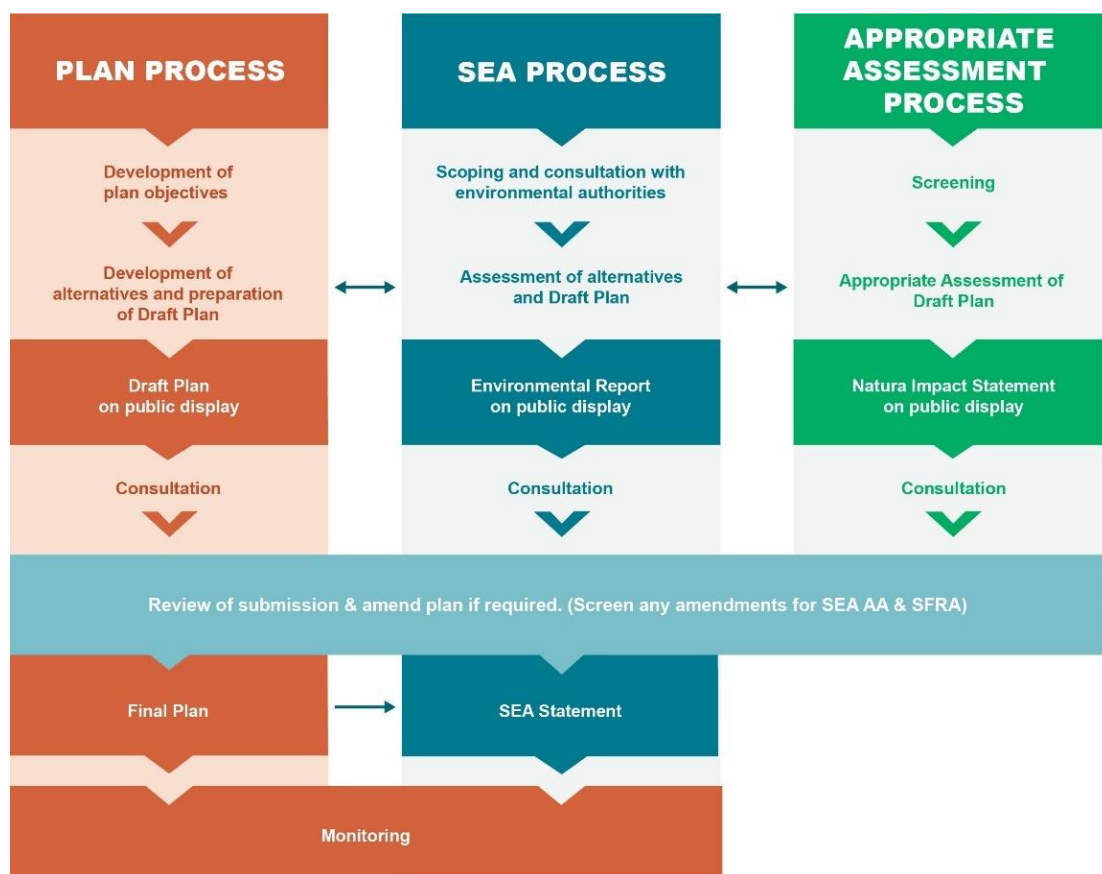 PLAN PROCESS
Development of
plan objectives
Development of
alternatives and preparation
of Draft Plan
Draft Plan
on public display
Consultation
SEA PROCESS
Scoping and consultation with
environmental authorities
Assessment of alternatives
and Draft Plan
Environmental Report
on public display
Consultation
APPROPRIATE
ASSESSMENT
PROCESS
Screening
Appropriate Assessment of
Draft Plan
Natura Impact Statement
on public display
Consultation
Review of submission & amend plan if required. (Screen any amendments for SEA AA & SFRA)
Final Plan
SEA Statement
Monitoring